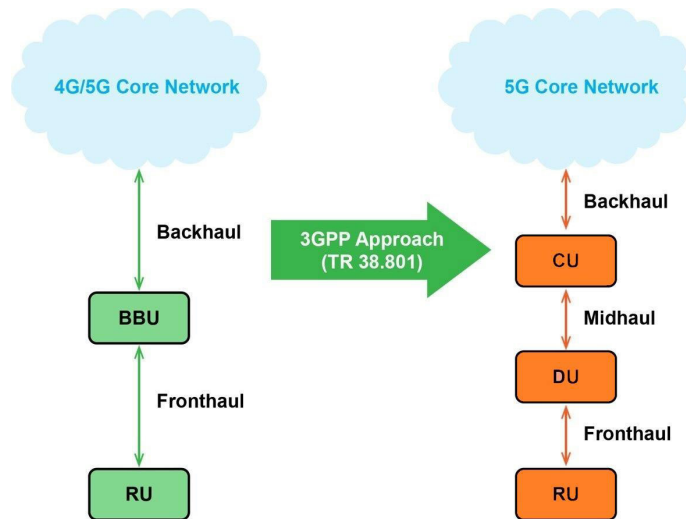 4G/5G Core Network
Backhaul
BBU
Fronthaul
RU
3GPP Approach
(TR 38.801)
5G Core Network
Backhaul
CU
Midhaul
DU
Fronthaul
RU